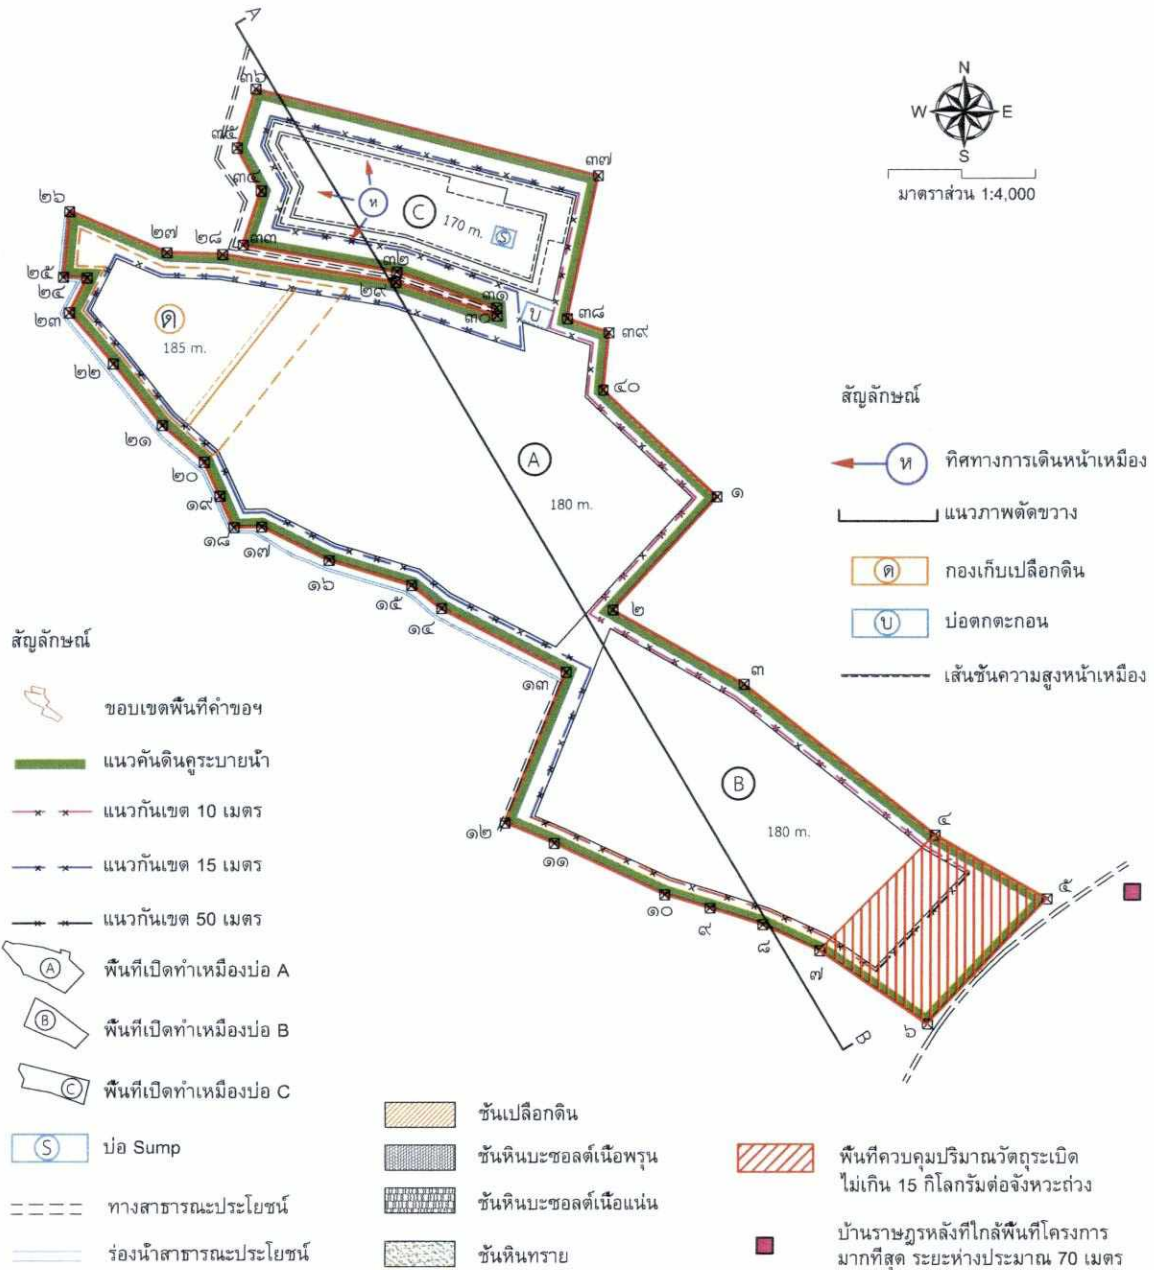 A
๓๖
N
W E
S
มาตราส่วน 1:4,000
๓๕
๓๗
๓๔
ห
C
170 m.
S
๒๖
๓๓
๒๗
๒๘
๓๒
๒๙
๓๑
๓๐
บ
๓๘
๓๙
๒๕
๒๔
๒๓
ด
185 m.
๒๒
๔๐
๒๑
๒๐
A
180 m.
๑
๑๙
๑๘
๑๗
๑๖
๑๕
๑๔
๒
๑๓
๓
B
180 m.
๑๒
๑๑
๑๐
๙
๘
๗
๔
๕
๖
B
สัญลักษณ์
ห ทิศทางการเดินหน้าเหมือง
แนวภาพตัดขวาง
ด กองเก็บเปลือกดิน
บ บ่อตกตะกอน
เส้นชั้นความสูงหน้าเหมือง
สัญลักษณ์
ขอบเขตพื้นที่คำขอฯ
แนวคันดินคูระบายน้ำ
แนวกันเขต 10 เมตร
แนวกันเขต 15 เมตร
แนวกันเขต 50 เมตร
A พื้นที่เปิดทำเหมืองบ่อ A
B พื้นที่เปิดทำเหมืองบ่อ B
C พื้นที่เปิดทำเหมืองบ่อ C
S บ่อ Sump
ทางสาธารณะประโยชน์
ร่องน้ำสาธารณะประโยชน์
ชั้นเปลือกดิน
ชั้นหินบะซอลต์เนื้อพรุน
ชั้นหินบะซอลต์เนื้อแน่น
ชั้นหินทราย
พื้นที่ควบคุมปริมาณวัตถุระเบิด
ไม่เกิน 15 กิโลกรัมต่อจังหวะถ่วง
บ้านราษฎรหลังที่ใกล้พื้นที่โครงการ
มากที่สุด ระยะห่างประมาณ 70 เมตร